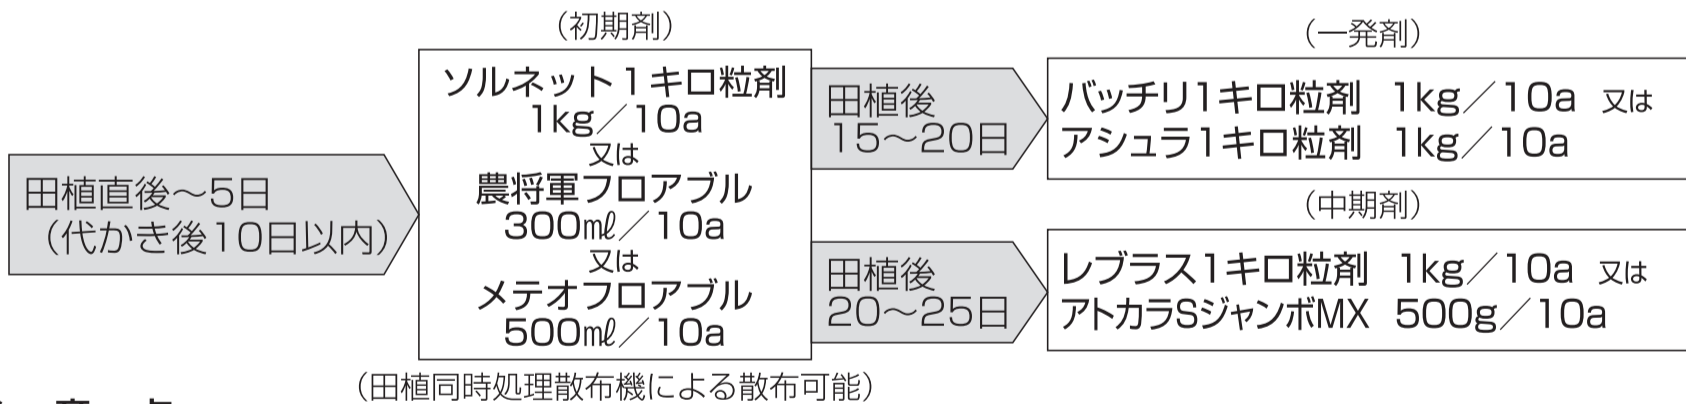 田植直後～5日
（代かき後10日以内）
（初期剤）
ソルネット１キロ粒剤
1kg／10a
又は
農将軍フロアブル
300㎖／10a
又は
メテオフロアブル
500㎖／10a
（田植同時処理散布機による散布可能）
田植後
15～20日
（一発剤）
バッチリ1キロ粒剤　1kg／10a　又は
アシュラ1キロ粒剤　1kg／10a
田植後
20～25日
（中期剤）
レブラス1キロ粒剤　1kg／10a　又は
アトカラSジャンボMX　500g／10a